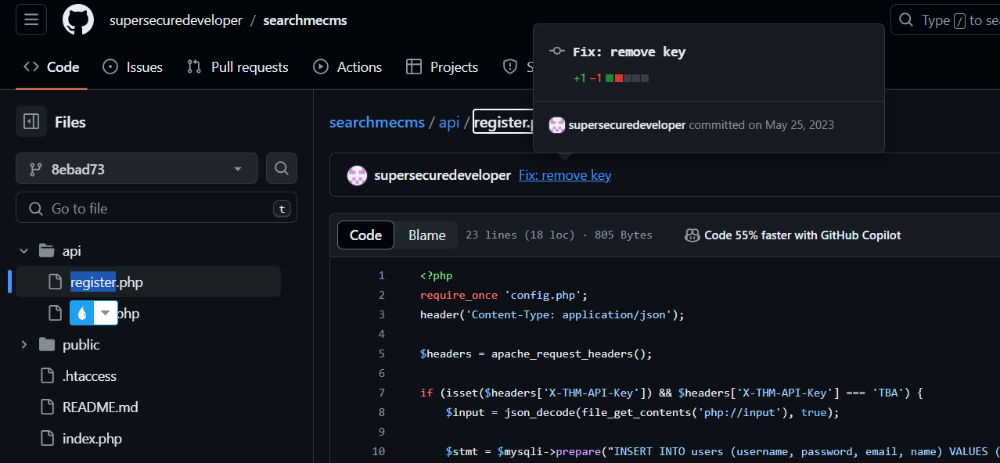 supersecuredeveloper / searchmecms
Type / to
Code Issues Pull requests Actions Projects S
Fix: remove key
+1 −1
supersecuredeveloper committed on May 25, 2023
Files
searchmecms / api / register.
8ebad73
supersecuredeveloper Fix: remove key
Go to file t
Code Blame 23 lines (18 loc) · 805 Bytes Code 55% faster with GitHub Copilot
api
register.php
php
public
.htaccess
README.md
index.php
1 <?php
2 require_once 'config.php';
3 header('Content-Type: application/json');
4
5 $headers = apache_request_headers();
6
7 if (isset($headers['X-THM-API-Key']) && $headers['X-THM-API-Key'] === 'TBA') {
8 $input = json_decode(file_get_contents('php://input'), true);
9
10 $stmt = $mysqli->prepare("INSERT INTO users (username, password, email, name) VALUES (